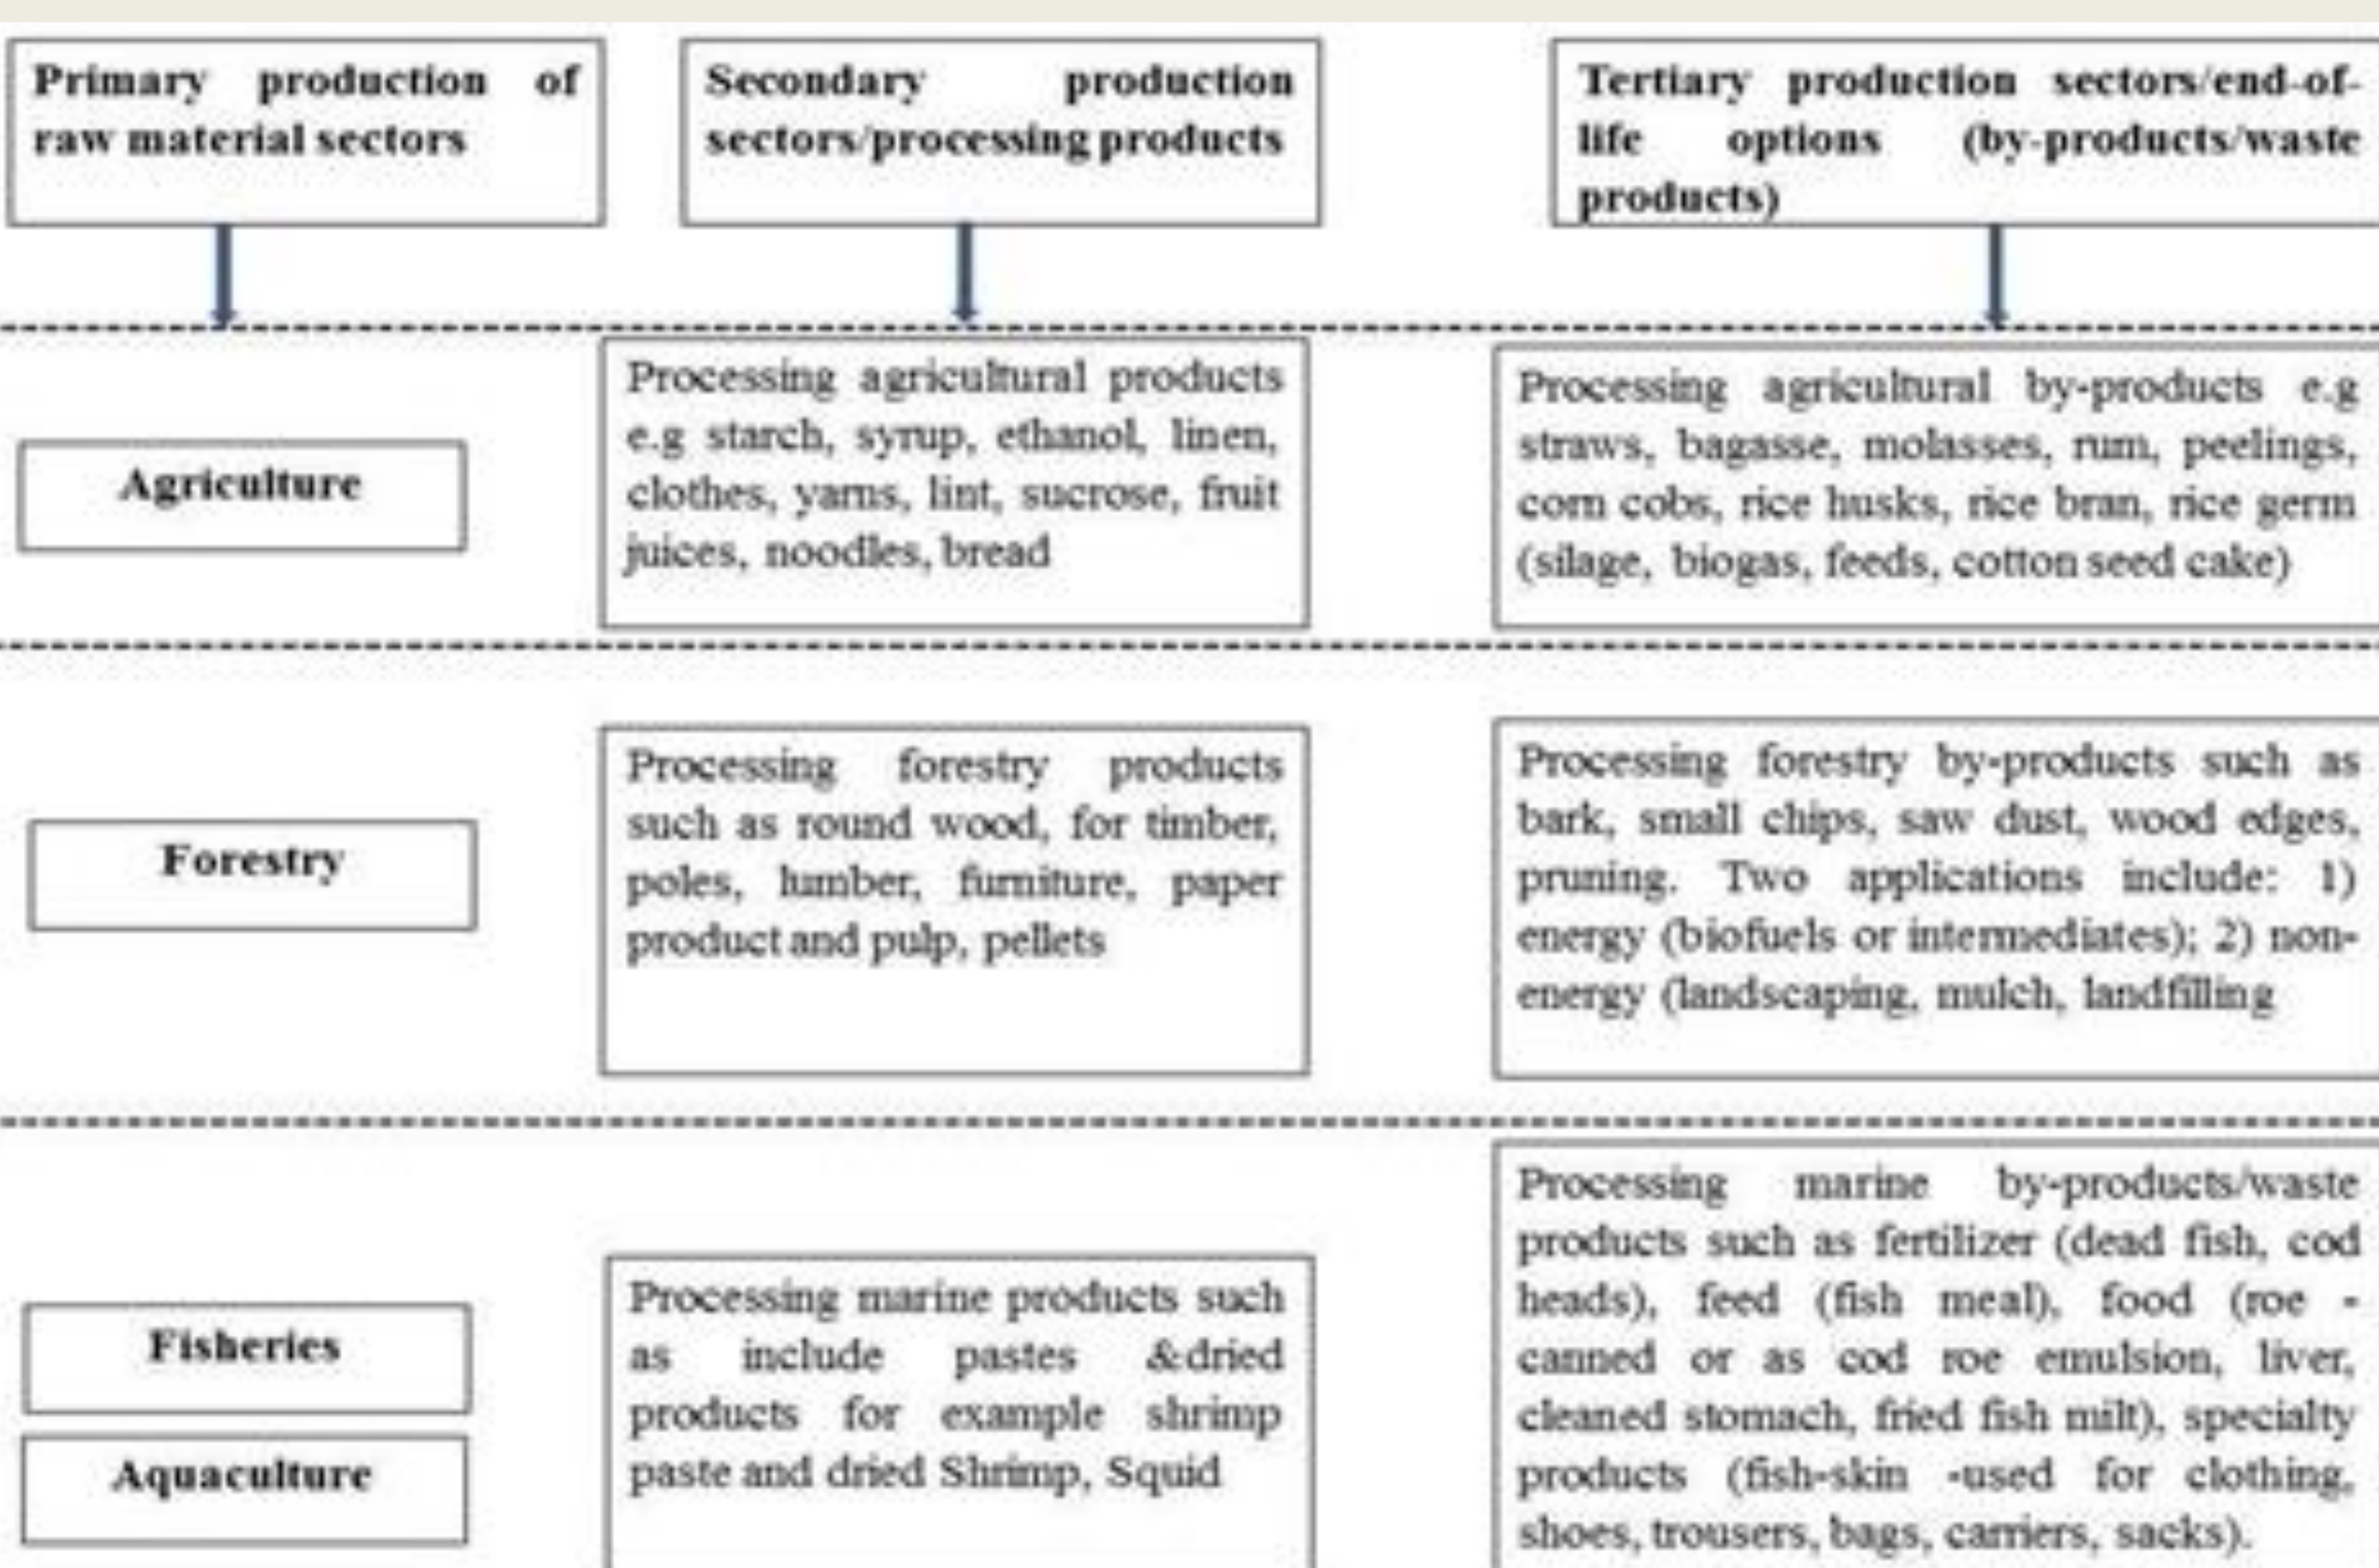 Primary production of
raw material sectors
Secondary production
sectors/processing products
Tertiary production sectors/end-of-
life options (by-products/waste
products)
Agriculture
Processing agricultural products
e.g starch, syrup, ethanol, linen,
clothes, yarns, lint, sucrose, fruit
juices, noodles, bread
Processing agricultural by-products e.g
straws, bagasse, molasses, rum, peelings,
corn cobs, rice husks, rice bran, rice germ
(silage, biogas, feeds, cotton seed cake)
Forestry
Processing forestry products
such as round wood, for timber,
poles, lumber, furniture, paper
product and pulp, pellets
Processing forestry by-products such as
bark, small chips, saw dust, wood edges,
pruning. Two applications include: 1)
energy (biofuels or intermediates); 2) non-
energy (landscaping, mulch, landfilling
Fisheries
Aquaculture
Processing marine products such
as include pastes &dried
products for example shrimp
paste and dried Shrimp, Squid
Processing marine by-products/waste
products such as fertilizer (dead fish, cod
heads), feed (fish meal), food (roe -
canned or as cod roe emulsion, liver,
cleaned stomach, fried fish milt), specialty
products (fish-skin -used for clothing,
shoes, trousers, bags, carriers, sacks).